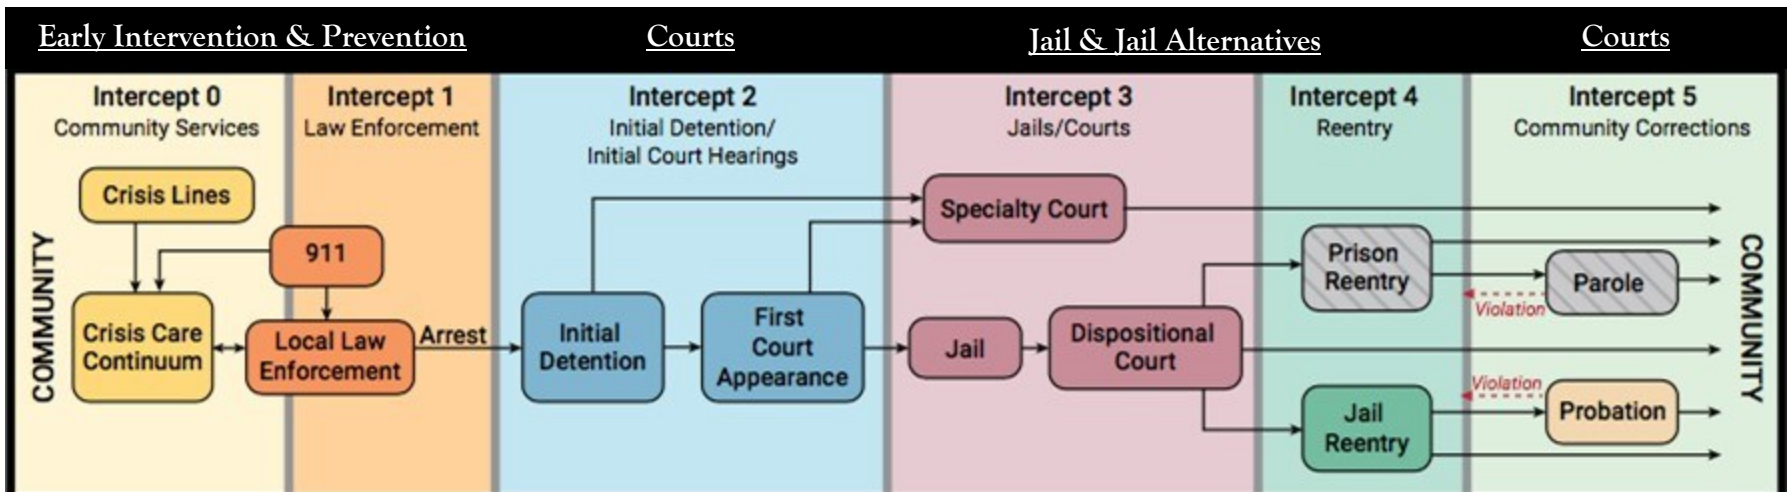 Early Intervention & Prevention
Courts
Jail & Jail Alternatives
Courts
Intercept 0
Community Services
Intercept 1
Law Enforcement
Intercept 2
Initial Detention/
Initial Court Hearings
Intercept 3
Jails/Courts
Intercept 4
Reentry
Intercept 5
Community Corrections
COMMUNITY
Crisis Lines
911
Crisis Care
Continuum
Local Law
Enforcement
Arrest
Initial
Detention
First
Court
Appearance
Specialty Court
Jail
Dispositional
Court
Prison
Reentry
Parole
Violation
Jail
Reentry
Violation
Probation
COMMUNITY